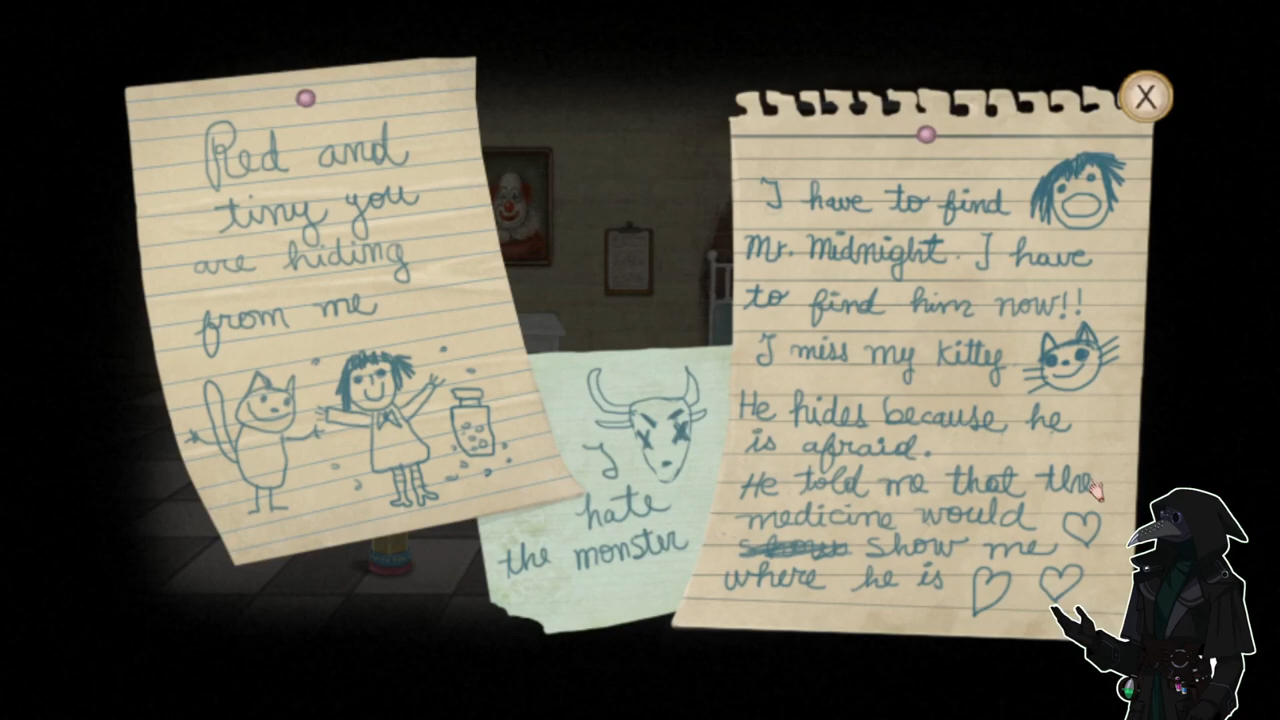 Red and
tiny you
are hiding
from me
I
hate
the monster
I have to find
Mr. Midnight. I have
to find him now!!
I miss my Kitty
He hides because he
is afraid.
He told me that the
medicine would
show me
where he is
X